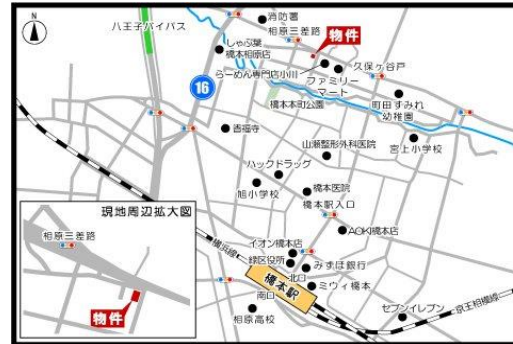 N
八王子バイパス
消防署
相原三差路
物件
しゃぶ葉
橋本相原店
らーめん専門店小川
久保ヶ谷戸
ファミリー
マート
16
橋本本町公園
町田すみれ
幼稚園
香福寺
山瀬整形外科医院
宮上小学校
ハックドラッグ
旭小学校
橋本医院
橋本駅入口
AOKI橋本店
現地周辺拡大図
相原三差路
物件
横浜線
イオン橋本店
緑区役所
北口
みずほ銀行
橋本駅
ミウィ橋本
南口
相原高校
セブンイレブン
京王相模線